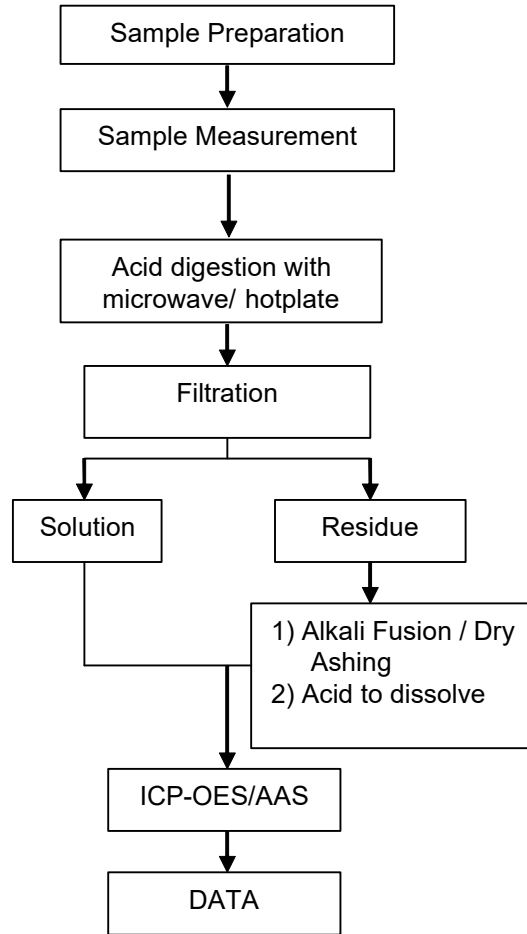 Sample Preparation
Sample Measurement
Acid digestion with
microwave/ hotplate
Filtration
Solution
Residue
1) Alkali Fusion / Dry
Ashing
2) Acid to dissolve
ICP-OES/AAS
DATA